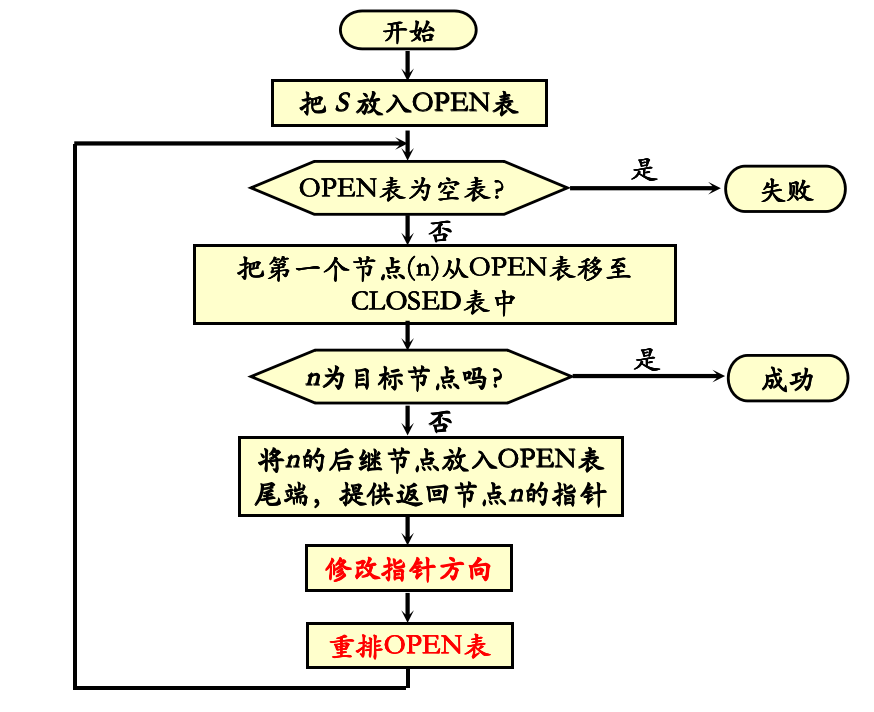 开始
把 S 放入OPEN表
OPEN表为空表?
是
失败
否
把第一个节点(n)从OPEN表移至
CLOSED表中
n为目标节点吗?
是
成功
否
将n的后继节点放入OPEN表
尾端，提供返回节点n的指针
修改指针方向
重排OPEN表